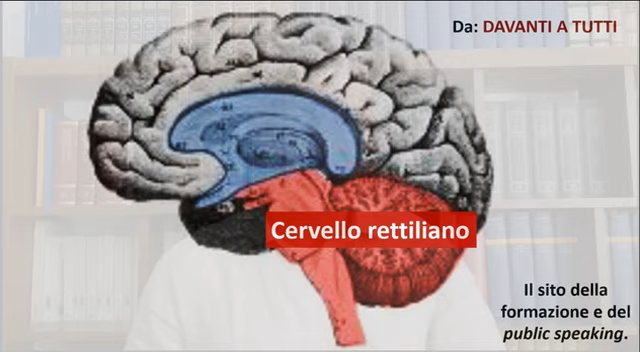 Da: DAVANTI A TUTTI
Cervello rettiliano
Il sito della
formazione e del
public speaking.